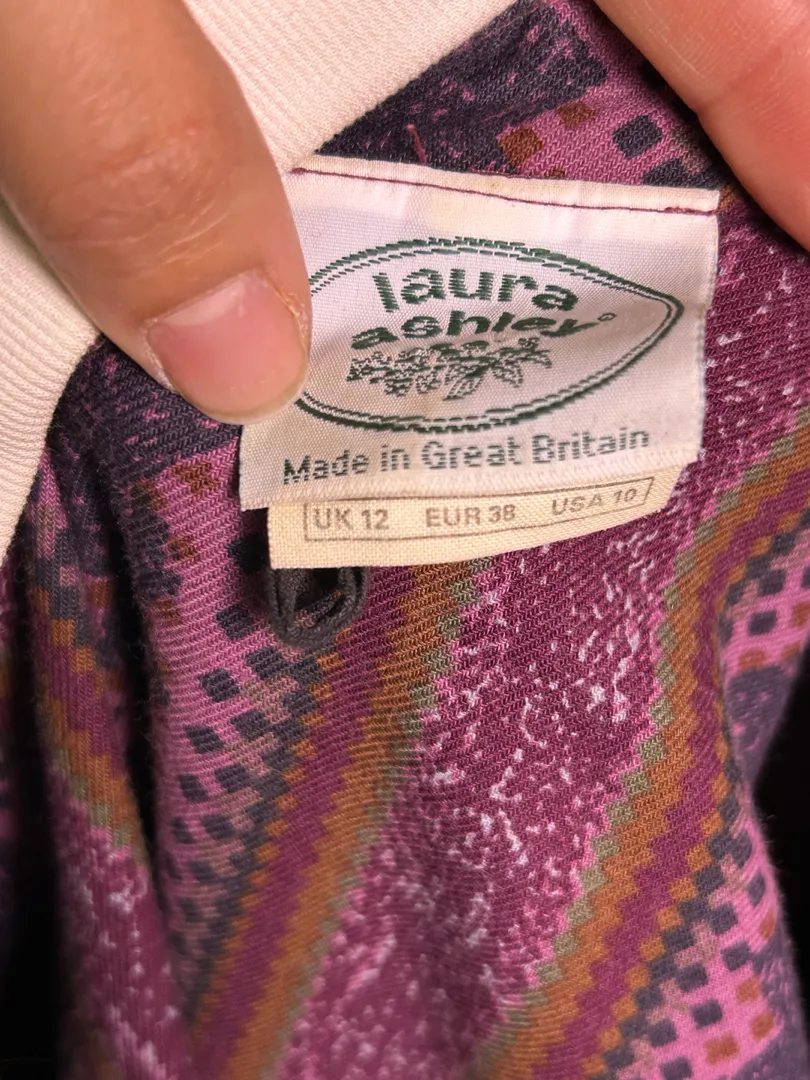 laura
ashley
Made in Great Britain
UK 12 EUR 38 USA 10